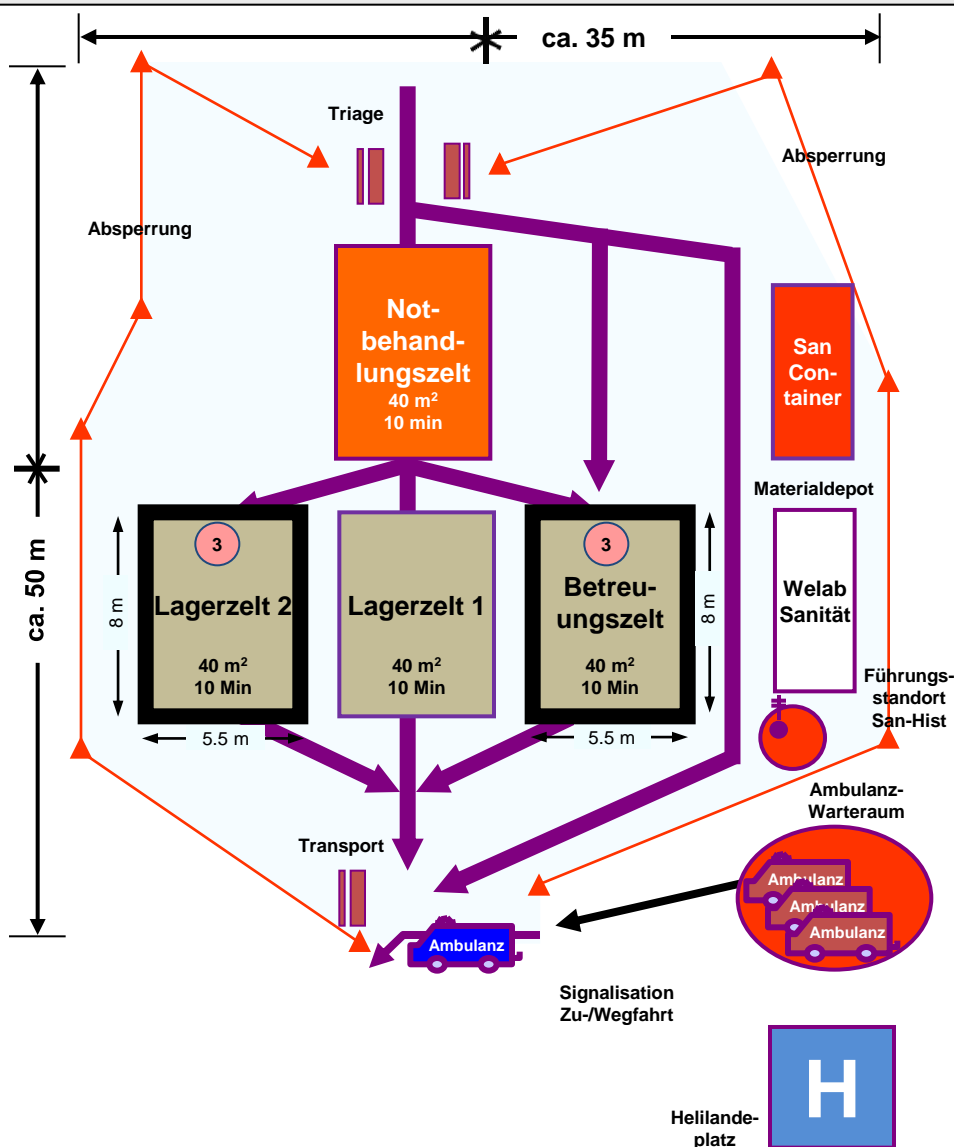 ca. 35 m
Triage
Absperrung
Absperrung
Not-
behand-
lungszelt
40 m²
10 min
San
Con-
tainer
ca. 50 m
Materialdepot
3
Lagerzelt 2
40 m²
10 Min
8 m
5.5 m
Lagerzelt 1
40 m²
10 Min
3
Betreu-
ungszelt
40 m²
10 Min
8 m
5.5 m
Welab
Sanität
Führungs-
standort
San-Hist
Ambulanz-
Warteraum
Ambulanz
Ambulanz
Ambulanz
Transport
Ambulanz
Signalisation
Zu-/Wegfahrt
H
Helilande-
platz